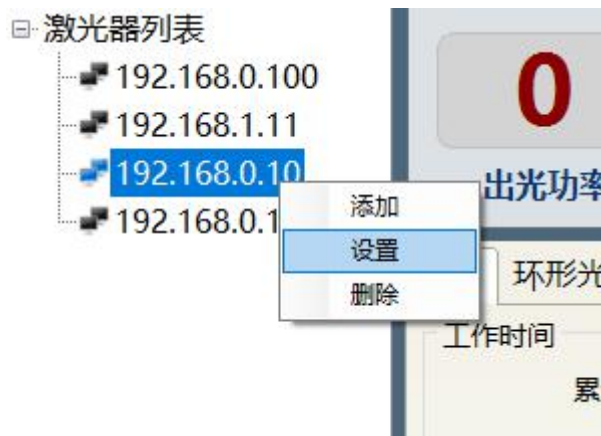 激光器列表
192.168.0.100
192.168.1.11
192.168.0.10
192.168.0.1
添加
设置
删除
0
出光功率
环形光
工作时间
累